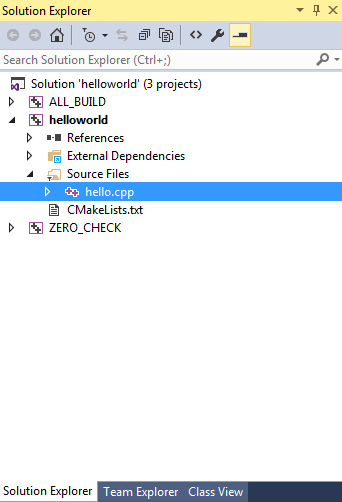 Solution Explorer
Search Solution Explorer (Ctrl+;)
Solution 'helloworld' (3 projects)
ALL_BUILD
helloworld
References
External Dependencies
Source Files
hello.cpp
CMakeLists.txt
ZERO_CHECK
Solution Explorer Team Explorer Class View